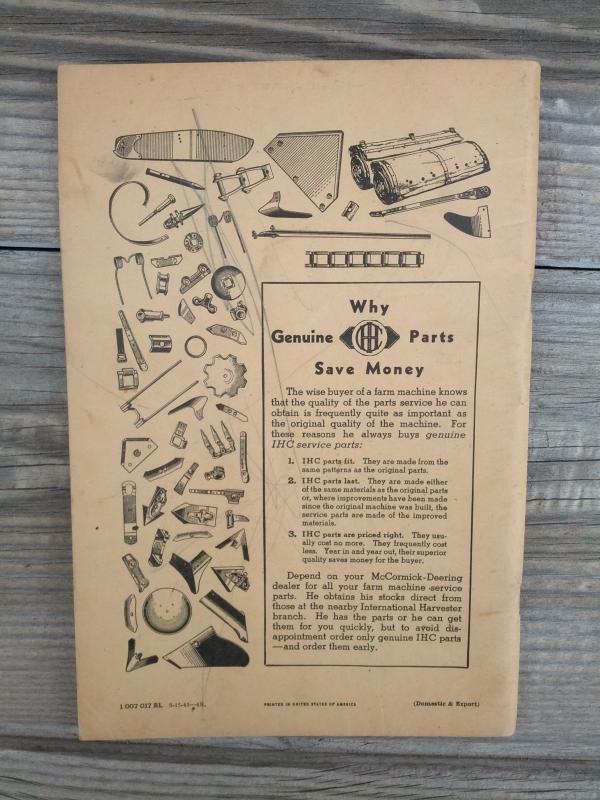 Why
Genuine IHC Parts
Save Money
The wise buyer of a farm machine knows
that the quality of the parts service he can
obtain is frequently quite as important as
the original quality of the machine. For
these reasons he always buys genuine
IHC service parts:
1. IHC parts fit. They are made from the
same patterns as the original parts.
2. IHC parts last. They are made either
of the same materials as the original parts
or, where improvements have been made
since the original machine was built, the
service parts are made of the improved
materials.
3. IHC parts are priced right. They usu-
ally cost no more. They frequently cost
less. Year in and year out, their superior
quality saves money for the buyer.
Depend on your McCormick-Deering
dealer for all your farm machine service
parts. He obtains his stocks direct from
those at the nearby International Harvester
branch. He has the parts or he can get
them for you quickly, but to avoid dis-
appointment order only genuine IHC parts
—and order them early.
1 007 017 RL
PRINTED IN UNITED STATES OF AMERICA
(Domestic & Export)